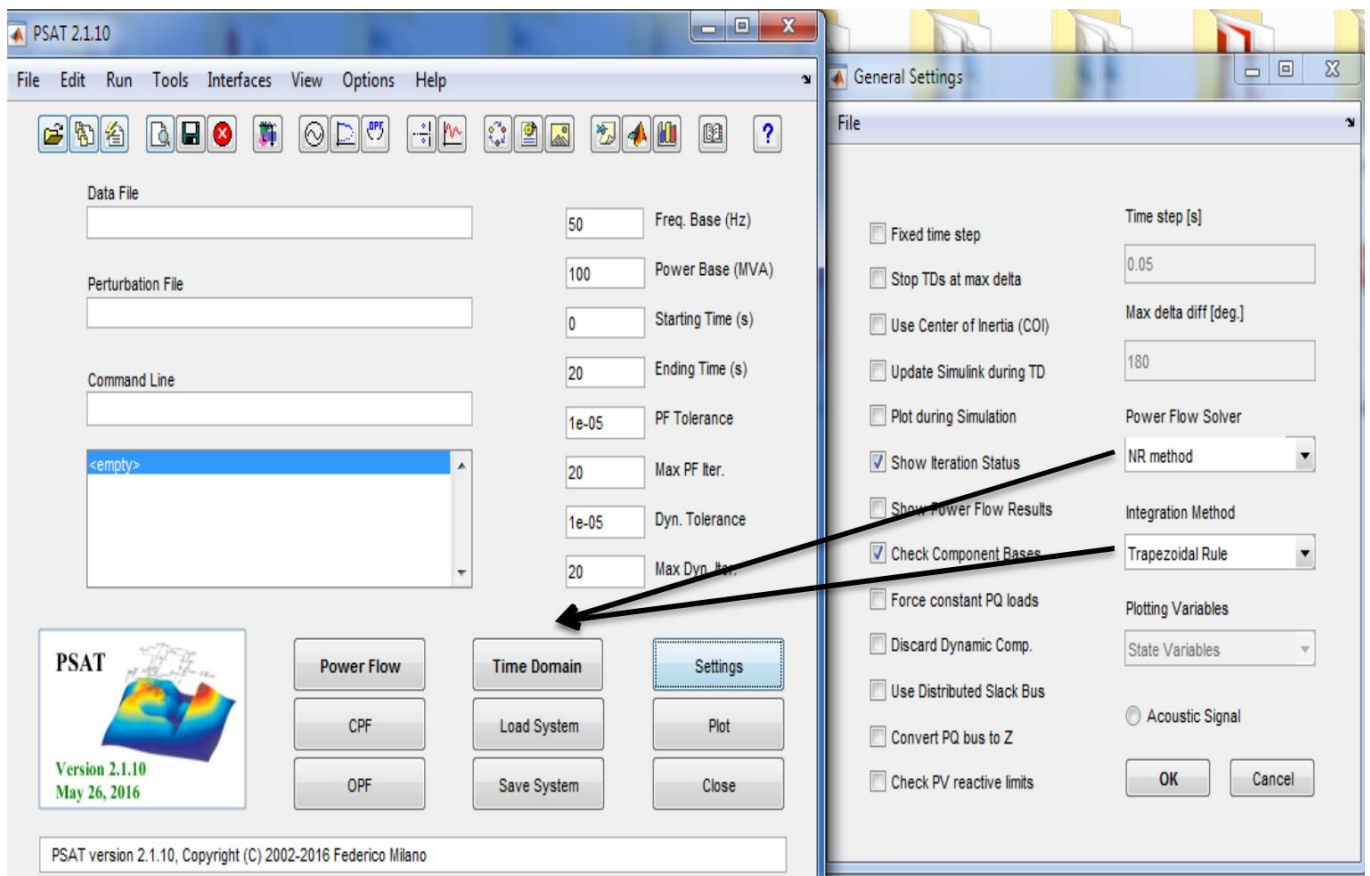 PSAT 2.1.10
File Edit Run Tools Interfaces View Options Help
OPF
?
Data File
Perturbation File
Command Line
<empty>
50 Freq. Base (Hz)
100 Power Base (MVA)
0 Starting Time (s)
20 Ending Time (s)
1e-05 PF Tolerance
20 Max PF Iter.
1e-05 Dyn. Tolerance
20 Max Dyn. Iter.
PSAT
Version 2.1.10
May 26, 2016
Power Flow Time Domain Settings
CPF Load System Plot
OPF Save System Close
PSAT version 2.1.10, Copyright (C) 2002-2016 Federico Milano
General Settings
File
Fixed time step
Stop TDs at max delta
Use Center of Inertia (COI)
Update Simulink during TD
Plot during Simulation
Show Iteration Status
Show Power Flow Results
Check Component Bases
Force constant PQ loads
Discard Dynamic Comp.
Use Distributed Slack Bus
Convert PQ bus to Z
Check PV reactive limits
Time step [s]
0.05
Max delta diff [deg.]
180
Power Flow Solver
NR method
Integration Method
Trapezoidal Rule
Plotting Variables
State Variables
Acoustic Signal
OK Cancel